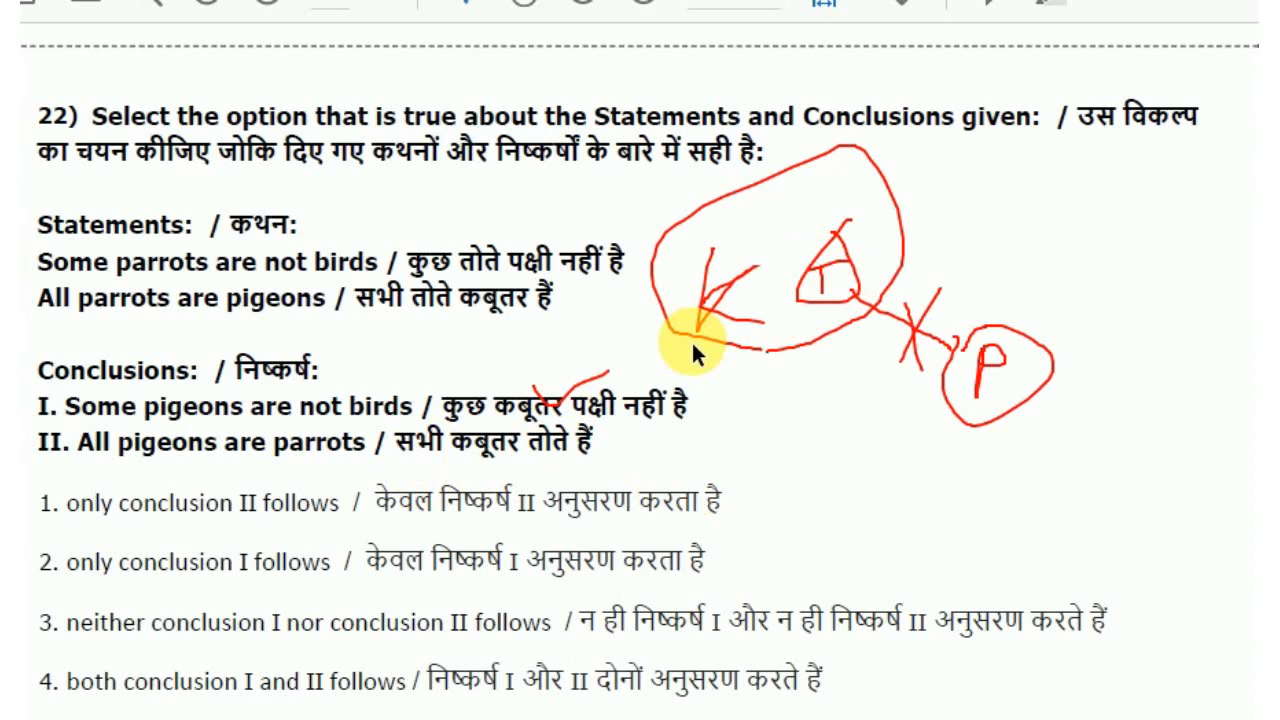 22) Select the option that is true about the Statements and Conclusions given: / उस विकल्प
का चयन कीजिए जोकि दिए गए कथनों और निष्कर्षों के बारे में सही है:
Statements: / कथन:
Some parrots are not birds / कुछ तोते पक्षी नहीं है
All parrots are pigeons / सभी तोते कबूतर हैं
K T P
Conclusions: / निष्कर्ष:
I. Some pigeons are not birds / कुछ कबूतर पक्षी नहीं है
II. All pigeons are parrots / सभी कबूतर तोते हैं
1. only conclusion II follows / केवल निष्कर्ष II अनुसरण करता है
2. only conclusion I follows / केवल निष्कर्ष I अनुसरण करता है
3. neither conclusion I nor conclusion II follows / न ही निष्कर्ष I और न ही निष्कर्ष II अनुसरण करते हैं
4. both conclusion I and II follows / निष्कर्ष I और II दोनों अनुसरण करते हैं